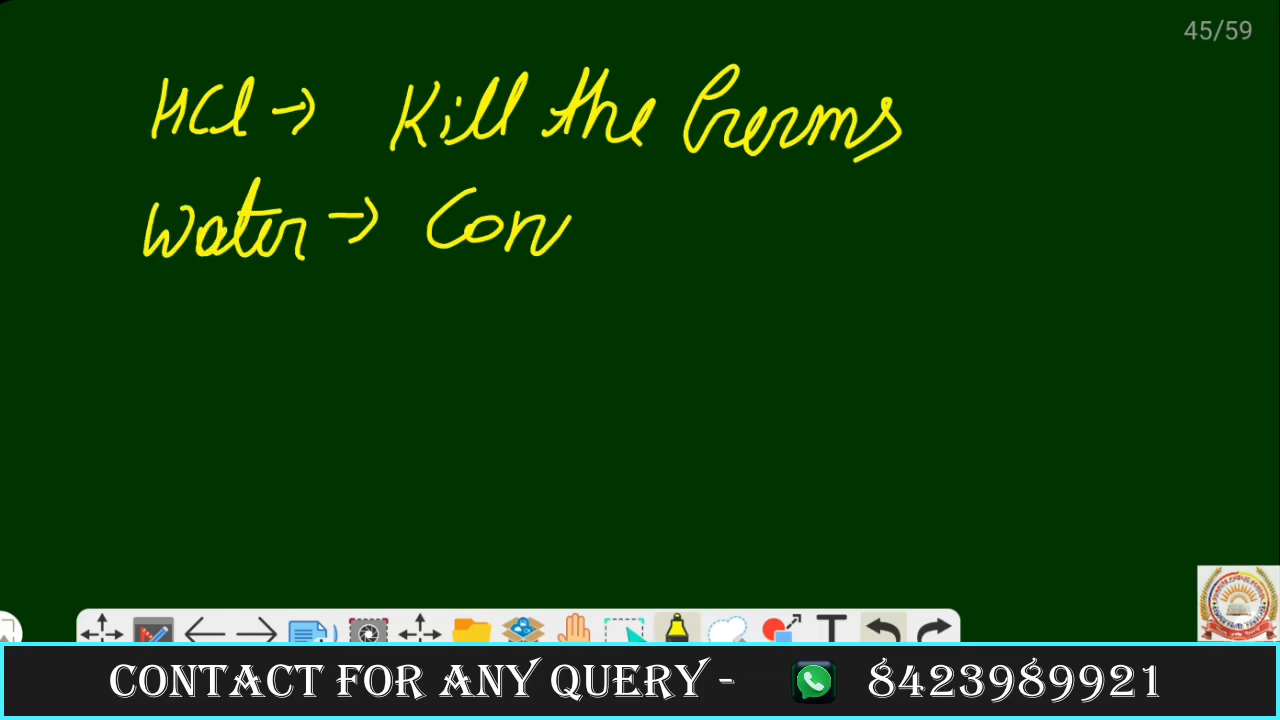 45/59
HCl → Kill the Germs
Water → Con
CONTACT FOR ANY QUERY - 8423989921